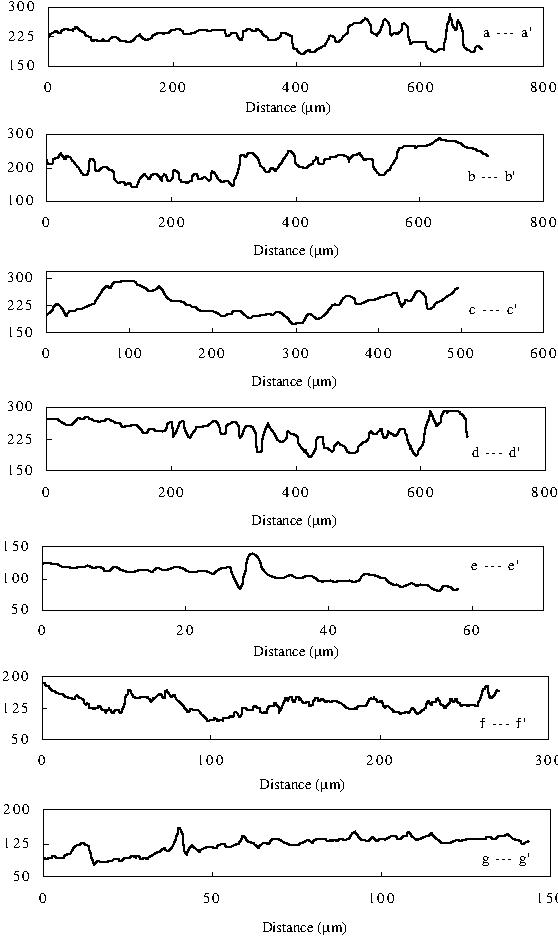 300
225
a --- a'
150
0 200 400 600 800
Distance (µm)
300
200
b --- b'
100
0 200 400 600 800
Distance (µm)
300
225
c --- c'
150
0 100 200 300 400 500 600
Distance (µm)
300
225
d --- d'
150
0 200 400 600 800
Distance (µm)
150
e --- e'
100
50
0 20 40 60
Distance (µm)
200
125
f --- f'
50
0 100 200 300
Distance (µm)
200
125
g --- g'
50
0 50 100 150
Distance (µm)